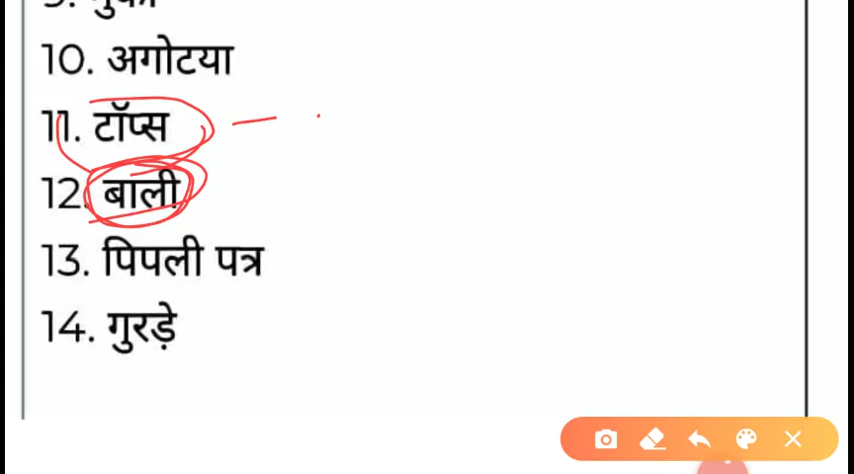 10. अगोटया
11. टॉप्स
12. बाली
13. पिपली पत्र
14. गुरड़े